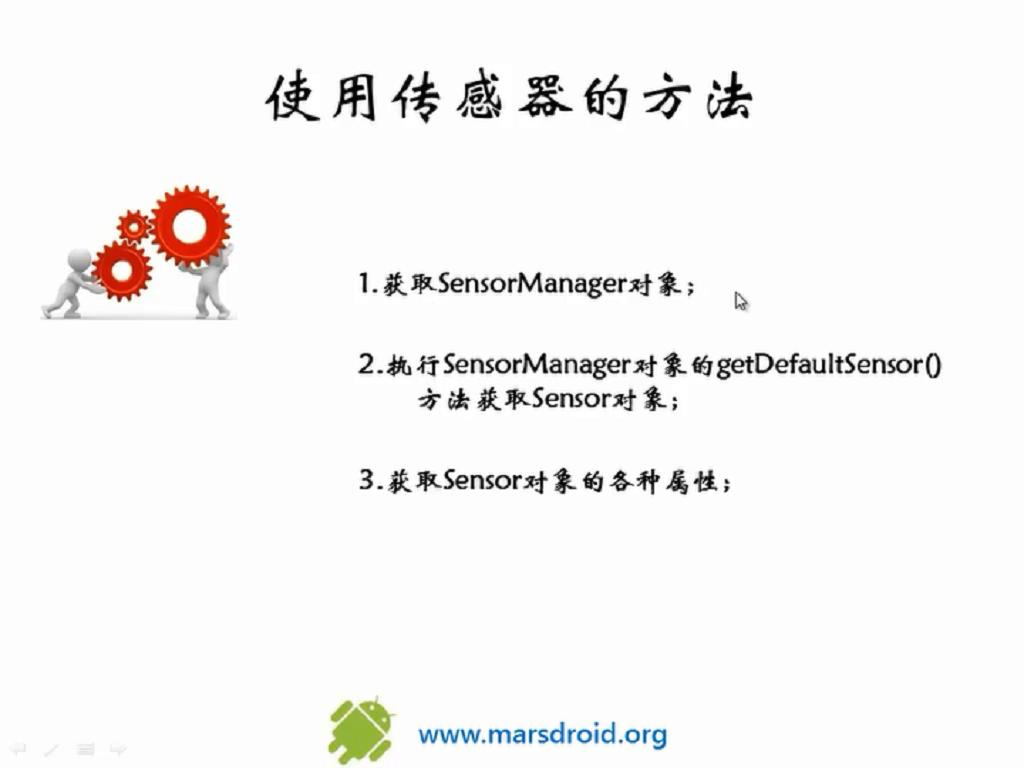 使用传感器的方法
1.获取SensorManager对象;
2.执行SensorManager对象的getDefaultSensor()
方法获取Sensor对象;
3.获取Sensor对象的各种属性;
www.marsdroid.org